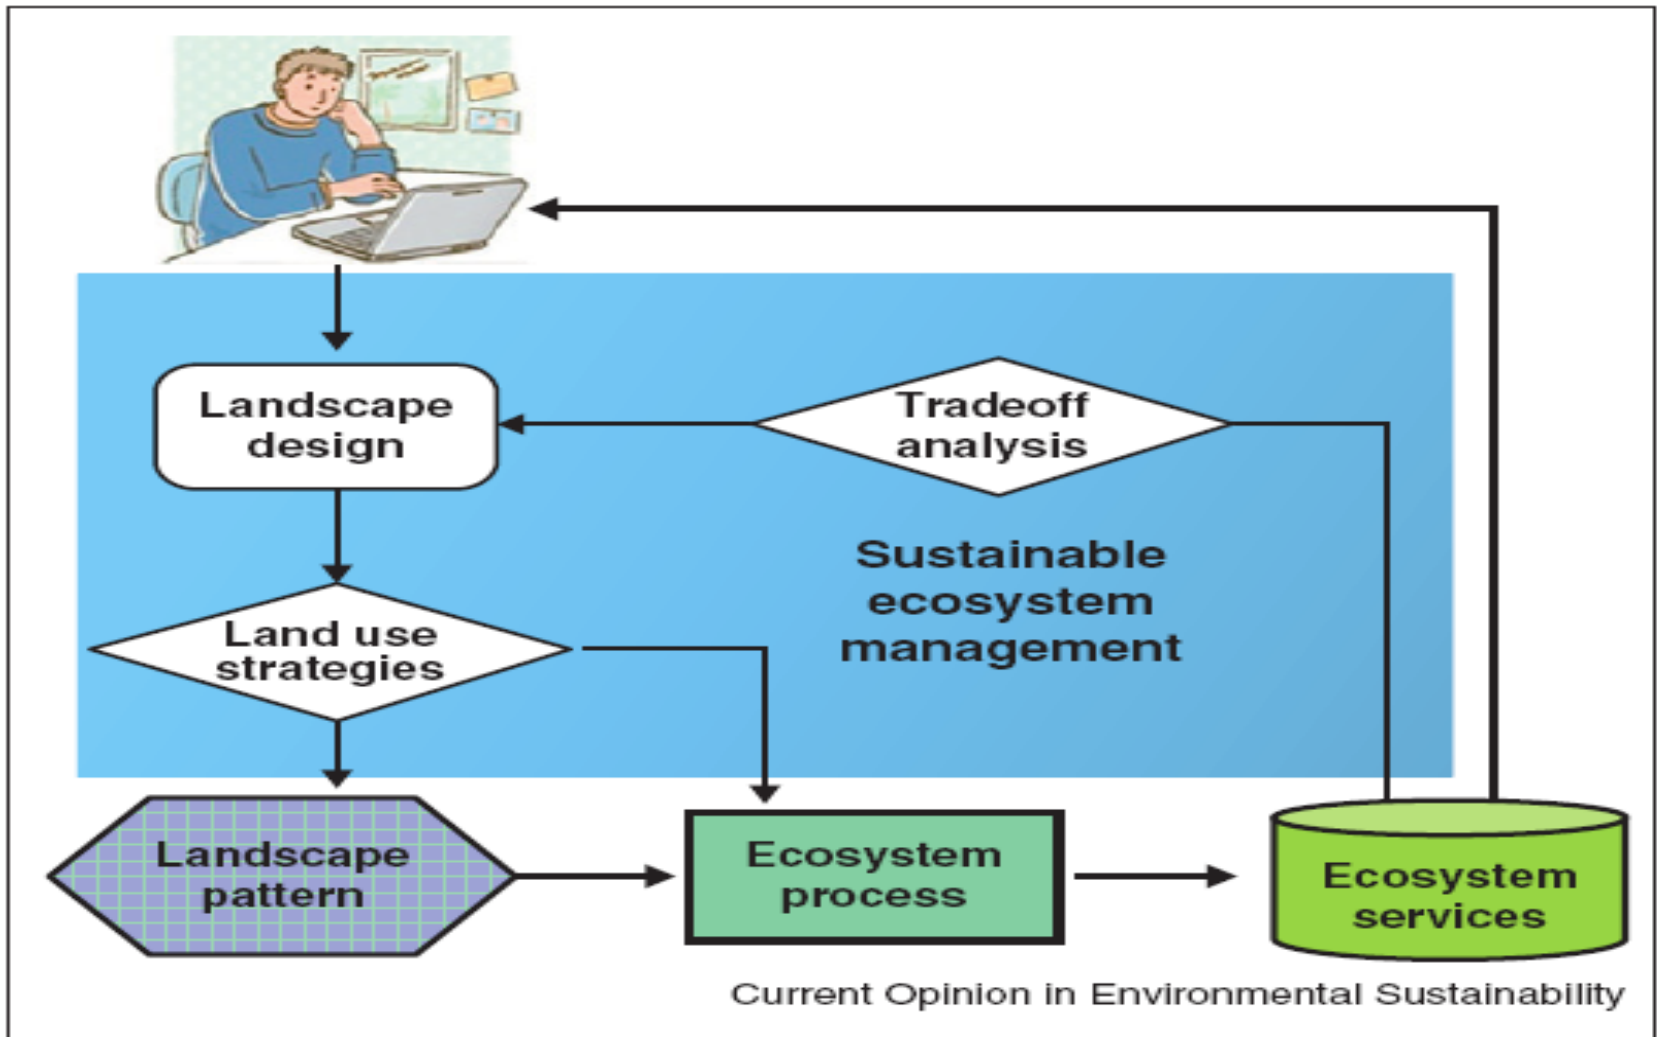 Landscape
design
Tradeoff
analysis
Sustainable
ecosystem
management
Land use
strategies
Landscape
pattern
Ecosystem
process
Ecosystem
services
Current Opinion in Environmental Sustainability